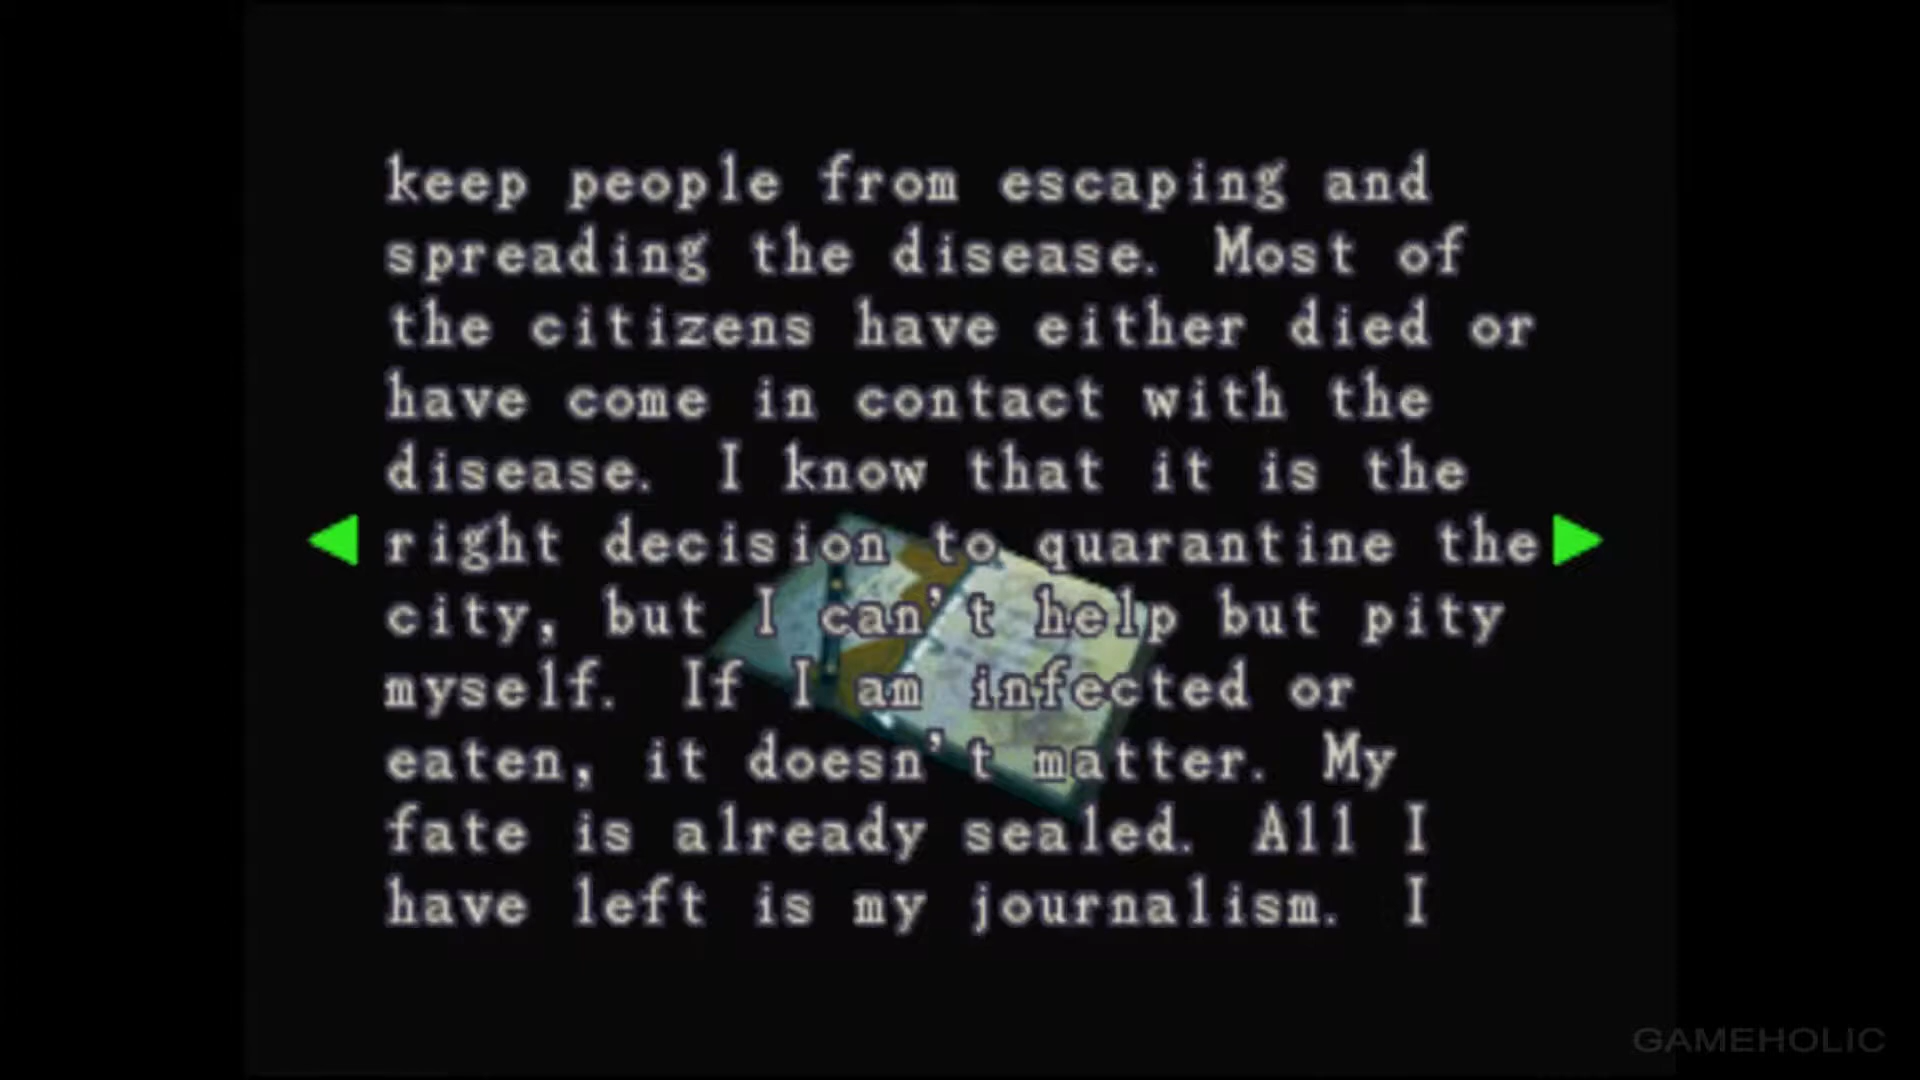 keep people from escaping and
spreading the disease. Most of
the citizens have either died or
have come in contact with the
disease. I know that it is the
right decision to quarantine the
city, but I can't help but pity
myself. If I am infected or
eaten, it doesn't matter. My
fate is already sealed. All I
have left is my journalism. I
GAMEHOLIC